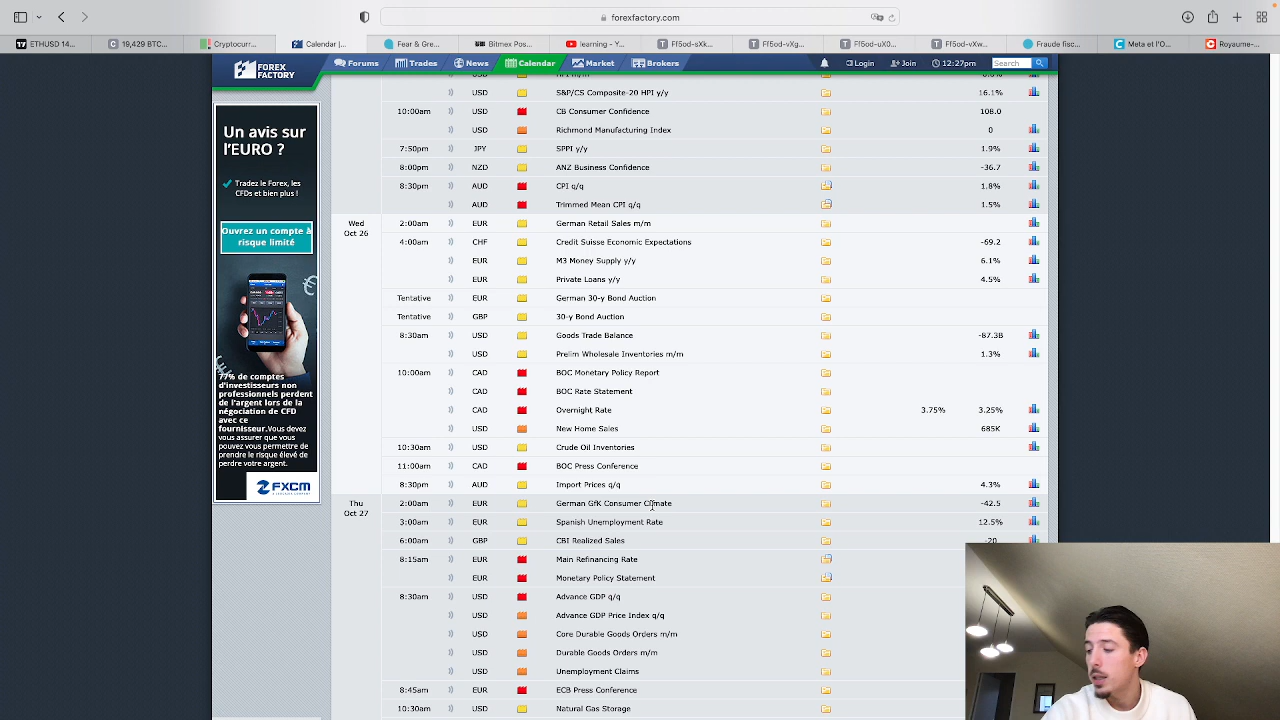 forexfactory.com
ETHUSD 14...
19,429 BTC...
Cryptocurr...
Calendar |...
Fear & Gre...
Bitmex Pos...
learning - Y...
Ff5od-sXk...
Ff5od-vXg...
Ff5od-uX0...
Ff5od-vXw...
Fraude fisc...
Meta et l'O...
Royaume-...
FOREX
FACTORY
Forums
Trades
News
Calendar
Market
Brokers
Login
Join
12:27pm
Search
Un avis sur
l'EURO ?
Tradez le Forex, les
CFDs et bien plus !
Ouvrez un compte à
risque limité
77% de comptes
d'investisseurs non
professionnels perdent
de l'argent lors de la
négociation de CFD
avec ce
fournisseur.Vous devez
vous assurer que vous
pouvez vous permettre de
prendre le risque élevé de
perdre votre argent.
FXCM
USD S&P/CS Composite-20 HPI y/y 16.1%
10:00am USD CB Consumer Confidence 108.0
USD Richmond Manufacturing Index 0
7:50pm JPY SPPI y/y 1.9%
8:00pm NZD ANZ Business Confidence -36.7
8:30pm AUD CPI q/q 1.8%
AUD Trimmed Mean CPI q/q 1.5%
Wed
Oct 26
2:00am EUR German Retail Sales m/m
4:00am CHF Credit Suisse Economic Expectations -69.2
EUR M3 Money Supply y/y 6.1%
EUR Private Loans y/y 4.5%
Tentative EUR German 30-y Bond Auction
Tentative GBP 30-y Bond Auction
8:30am USD Goods Trade Balance -87.3B
USD Prelim Wholesale Inventories m/m 1.3%
10:00am CAD BOC Monetary Policy Report
CAD BOC Rate Statement
CAD Overnight Rate 3.75% 3.25%
USD New Home Sales 685K
10:30am USD Crude Oil Inventories
11:00am CAD BOC Press Conference
8:30pm AUD Import Prices q/q 4.3%
Thu
Oct 27
2:00am EUR German GfK Consumer Climate -42.5
3:00am EUR Spanish Unemployment Rate 12.5%
6:00am GBP CBI Realized Sales -20
8:15am EUR Main Refinancing Rate
EUR Monetary Policy Statement
8:30am USD Advance GDP q/q
USD Advance GDP Price Index q/q
USD Core Durable Goods Orders m/m
USD Durable Goods Orders m/m
USD Unemployment Claims
8:45am EUR ECB Press Conference
10:30am USD Natural Gas Storage